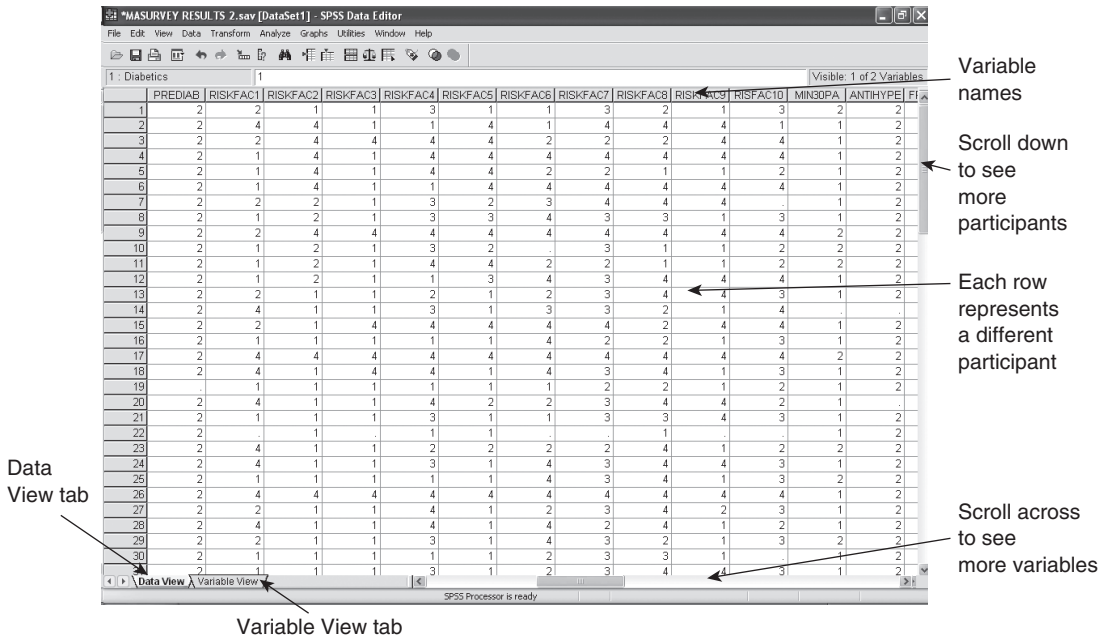 *MASURVEY RESULTS 2.sav [DataSet1] - SPSS Data Editor
File Edit View Data Transform Analyze Graphs Utilities Window Help
1 : Diabetics 1 Visible: 1 of 2 Variables
PREDIAB RISKFAC1 RISKFAC2 RISKFAC3 RISKFAC4 RISKFAC5 RISKFAC6 RISKFAC7 RISKFAC8 RISKFAC9 RISFAC10 MIN30PA ANTIHYPE
1 2 2 1 1 3 1 1 3 2 1 3 2 2
2 2 4 4 1 1 4 1 4 4 4 1 1 2
3 2 2 4 4 4 4 2 2 2 4 4 1 2
4 2 1 4 1 4 4 4 4 4 4 4 1 2
5 2 1 4 1 4 4 2 2 1 1 2 1 2
6 2 1 4 1 1 4 4 4 4 4 4 1 2
7 2 2 2 1 3 2 3 4 4 4 . 1 2
8 2 1 2 1 3 3 4 3 3 1 3 1 2
9 2 2 4 4 4 4 4 4 4 4 4 2 2
10 2 1 2 1 3 2 . 3 1 1 2 2 2
11 2 1 2 1 4 4 2 2 1 1 2 2 2
12 2 1 2 1 1 3 4 3 4 4 4 1 2
13 2 2 1 1 2 1 2 3 4 4 3 1 2
14 2 4 1 1 3 1 3 3 2 1 4 . .
15 2 2 1 4 4 4 4 4 2 4 4 1 2
16 2 1 1 1 1 1 4 2 2 1 3 1 2
17 2 4 4 4 4 4 4 4 4 4 4 2 2
18 2 4 1 4 4 1 4 3 4 1 3 1 2
19 . 1 1 1 1 1 1 2 2 1 2 1 2
20 2 4 1 1 4 2 2 3 4 4 2 1 .
21 2 1 1 1 3 1 1 3 3 4 3 1 2
22 2 . 1 . 1 1 . . 1 . . 1 2
23 2 4 1 1 2 2 2 2 4 1 2 2 2
24 2 4 1 1 3 1 4 3 4 4 3 1 2
25 2 1 1 1 1 1 4 3 4 1 3 2 2
26 2 4 4 4 4 4 4 4 4 4 4 1 2
27 2 2 1 1 4 1 2 3 4 2 3 1 2
28 2 4 1 1 4 1 4 2 4 1 2 1 2
29 2 2 1 1 3 1 4 3 2 1 3 2 2
30 2 1 1 1 1 1 2 3 3 1 . 1 2
2 1 1 1 3 1 2 3 4 4 3 1 2
Data View Variable View
SPSS Processor is ready
Variable
names
Scroll down
to see
more
participants
Each row
represents
a different
participant
Scroll across
to see
more variables
Data
View tab
Variable View tab